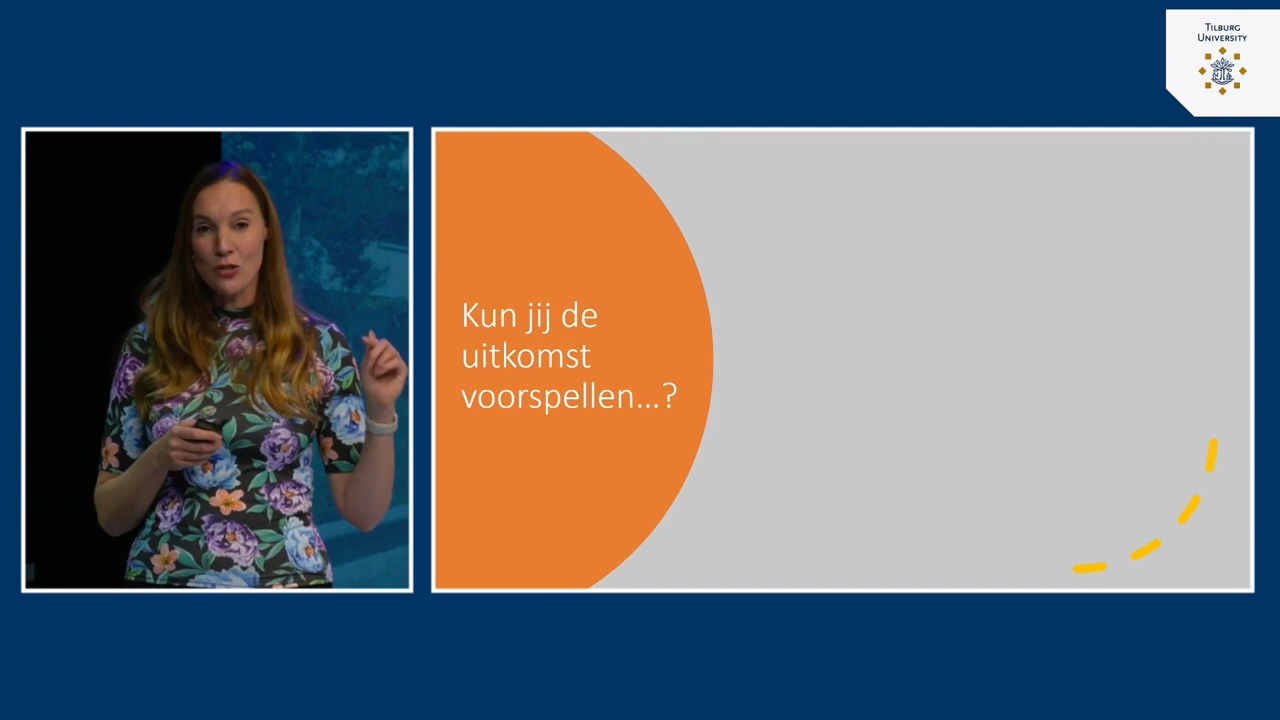 TILBURG
UNIVERSITY
Kun jij de
uitkomst
voorspellen...?